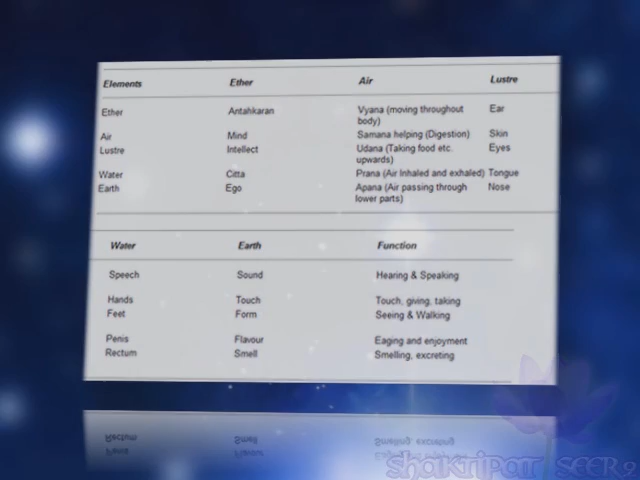 Elements Ether Air Lustre
Ether Antahkaran Vyana (moving throughout body) Ear
Air Mind Samana helping (Digestion) Skin
Lustre Intellect Udana (Taking food etc. upwards) Eyes
Water Citta Prana (Air Inhaled and exhaled) Tongue
Earth Ego Apana (Air passing through lower parts) Nose
Water Earth Function
Speech Sound Hearing & Speaking
Hands Touch Touch, giving, taking
Feet Form Seeing & Walking
Penis Flavour Eaging and enjoyment
Rectum Smell Smelling, excreting
Shaktipat SEER9